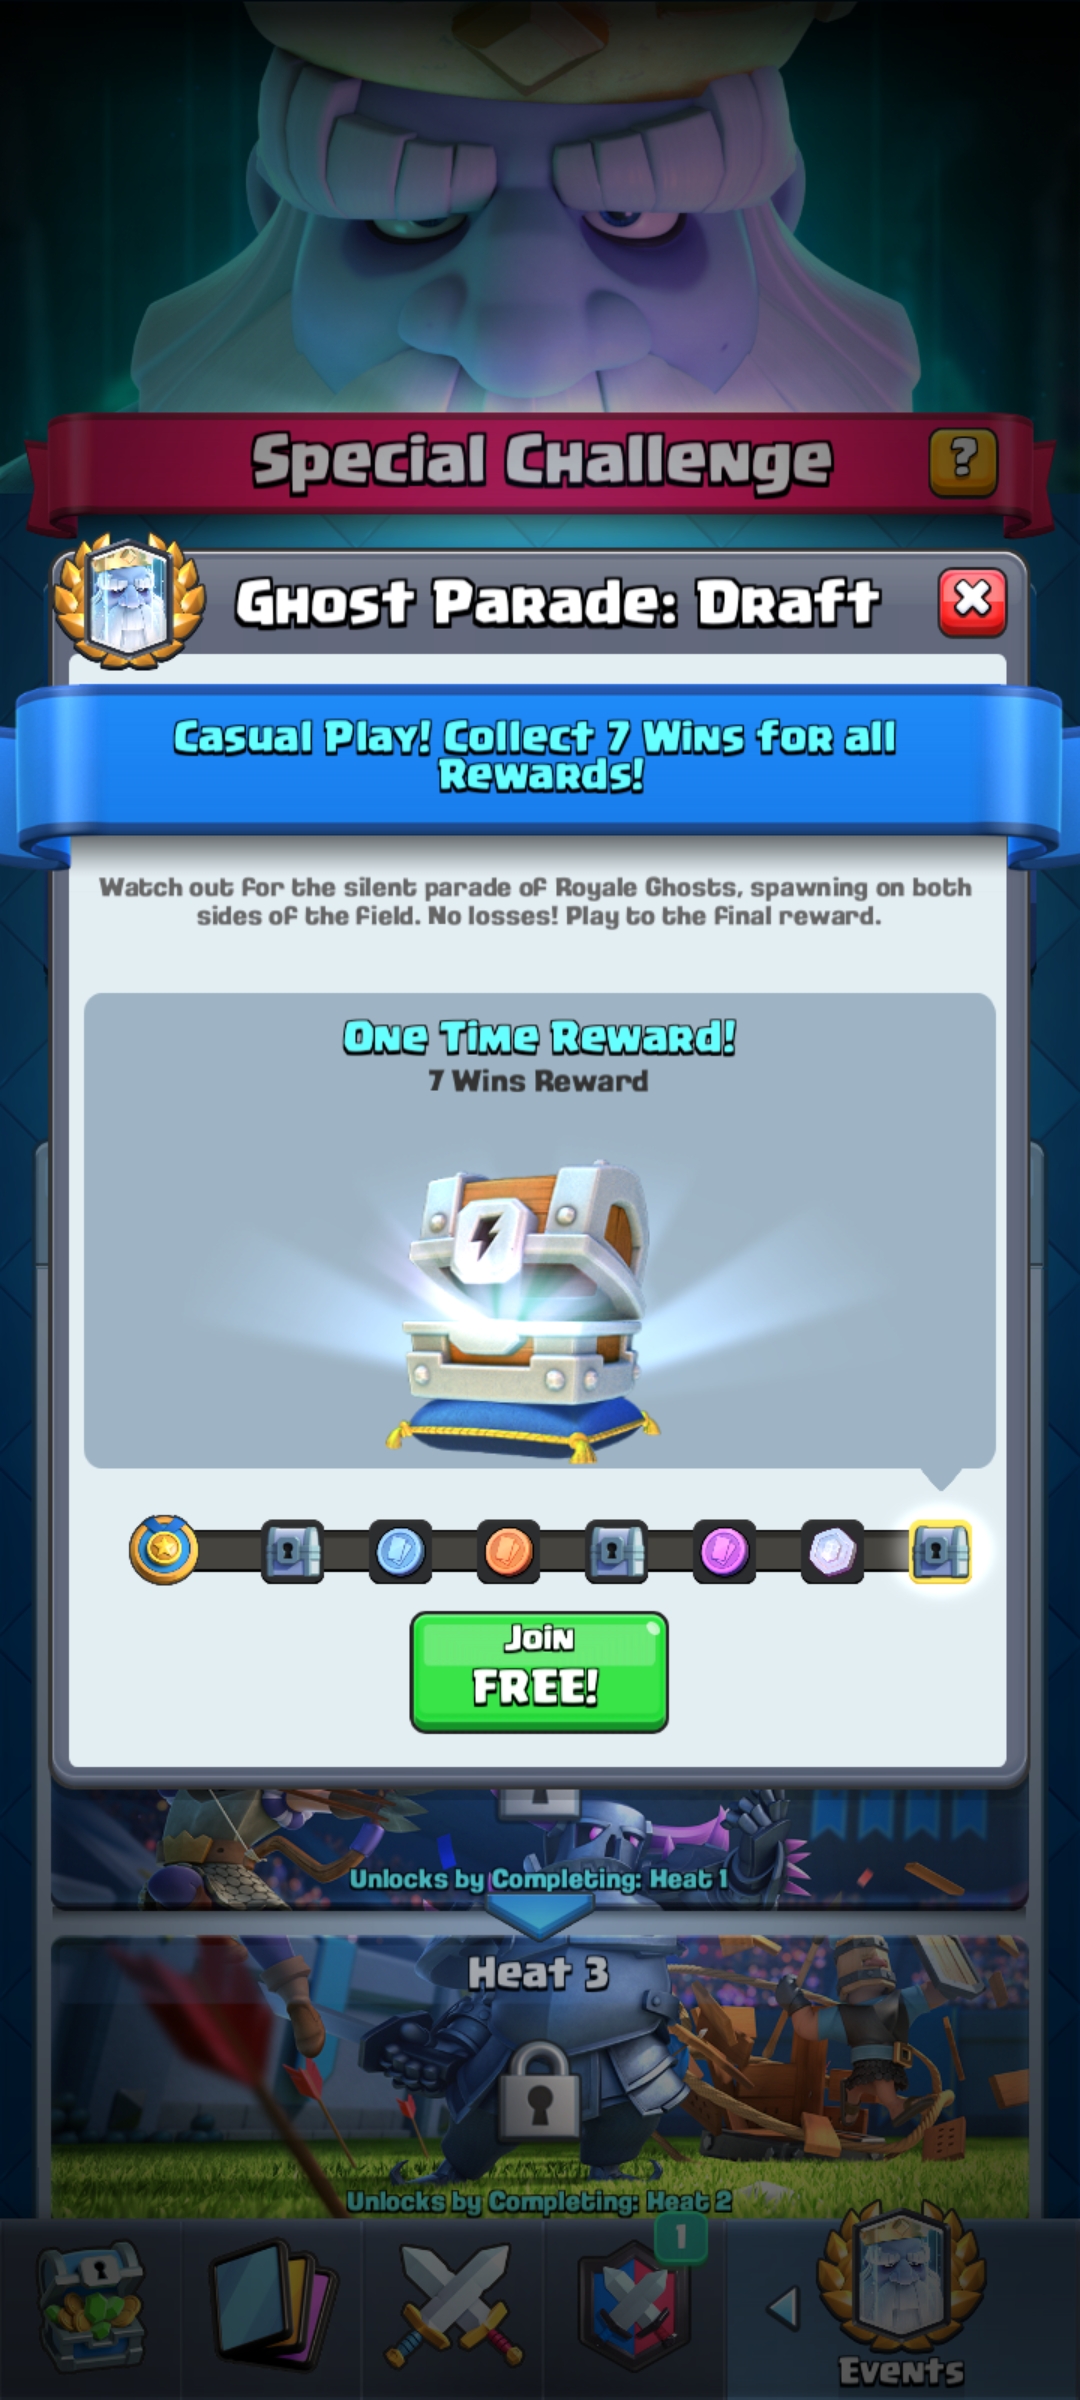 Special Challenge
?
Ghost Parade: Draft
Casual Play! Collect 7 Wins for all
Rewards!
Watch out for the silent parade of Royale Ghosts, spawning on both
sides of the field. No losses! Play to the final reward.
One Time Reward!
7 Wins Reward
Join
FREE!
Unlocks by Completing: Heat 1
Heat 3
Unlocks by Completing: Heat 2
1
Events